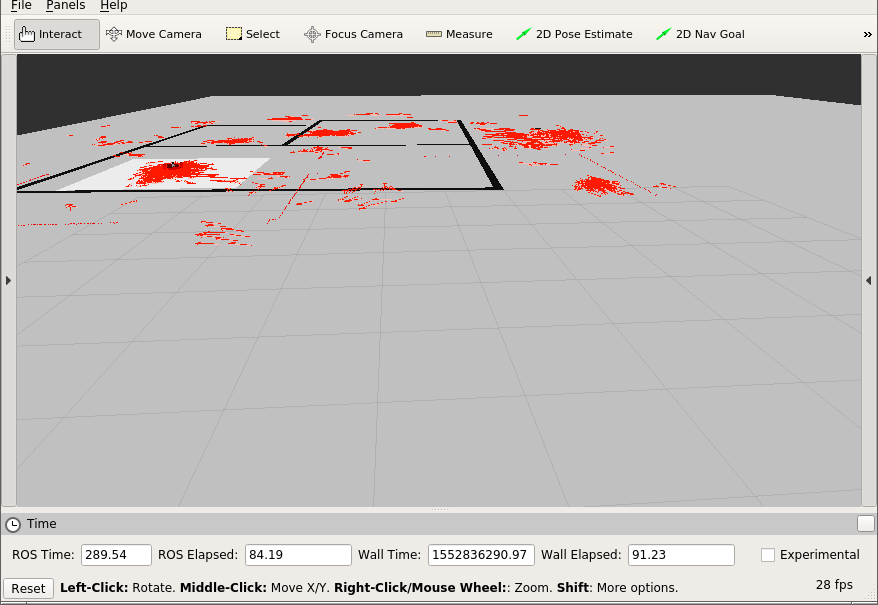 File Panels Help
Interact Move Camera Select Focus Camera Measure 2D Pose Estimate 2D Nav Goal »
Time
ROS Time: 289.54 ROS Elapsed: 84.19 Wall Time: 1552836290.97 Wall Elapsed: 91.23 Experimental
Reset Left-Click: Rotate. Middle-Click: Move X/Y. Right-Click/Mouse Wheel:: Zoom. Shift: More options. 28 fps